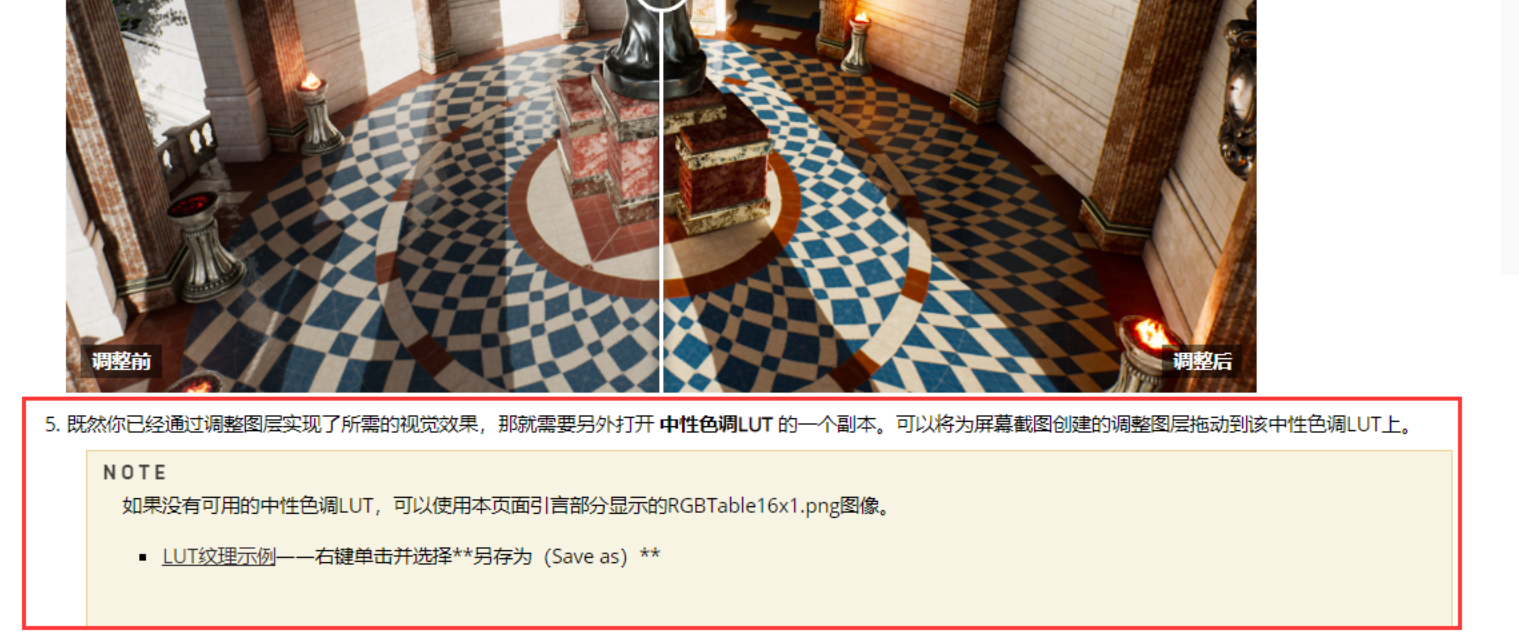 调整前
调整后
5. 既然你已经通过调整图层实现了所需的视觉效果，那就需要另外打开 中性色调LUT 的一个副本。可以将为屏幕截图创建的调整图层拖动到该中性色调LUT上。
NOTE
如果没有可用的中性色调LUT，可以使用本页面引言部分显示的RGBTable16x1.png图像。
▪ LUT纹理示例——右键单击并选择**另存为（Save as）**